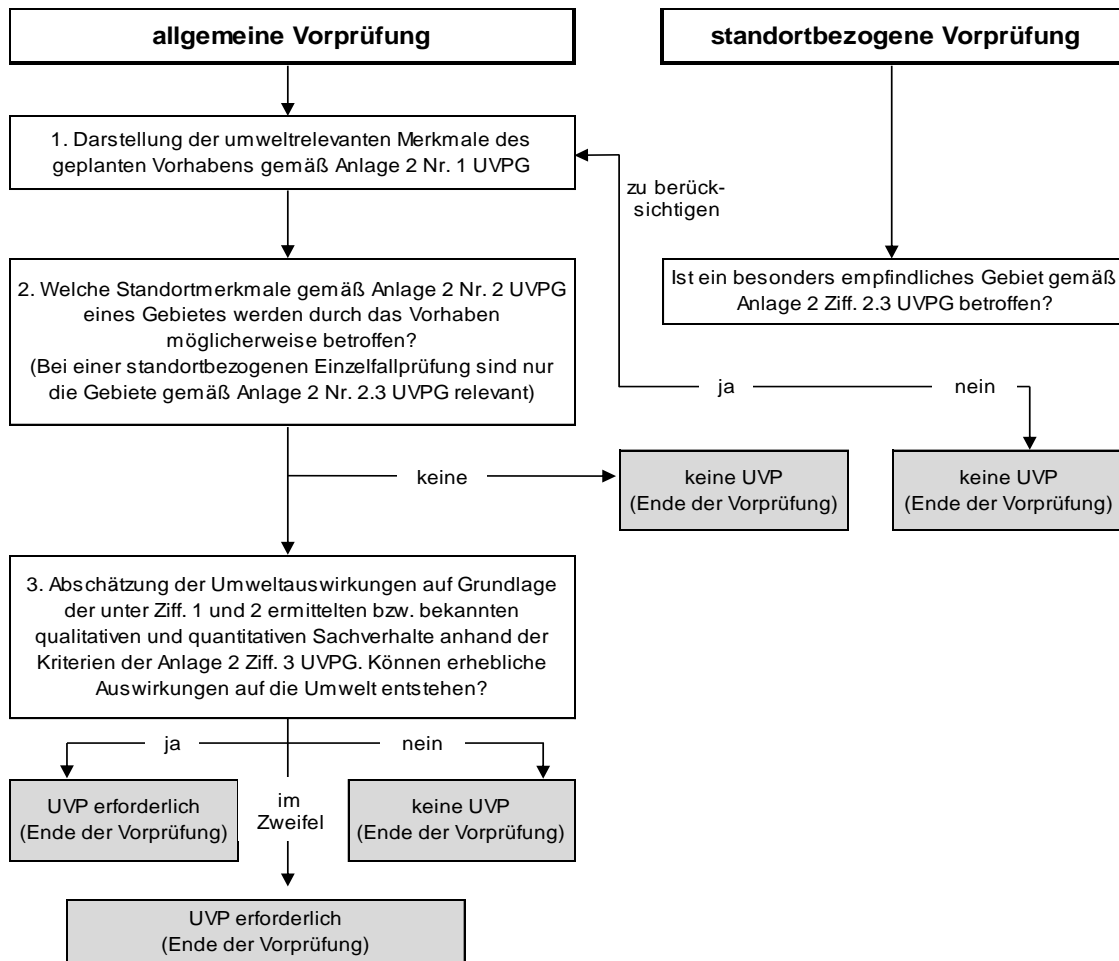 allgemeine Vorprüfung
standortbezogene Vorprüfung
1. Darstellung der umweltrelevanten Merkmale des
geplanten Vorhabens gemäß Anlage 2 Nr. 1 UVPG
zu berück-
sichtigen
2. Welche Standortmerkmale gemäß Anlage 2 Nr. 2 UVPG
eines Gebietes werden durch das Vorhaben
möglicherweise betroffen?
(Bei einer standortbezogenen Einzelfallprüfung sind nur
die Gebiete gemäß Anlage 2 Nr. 2.3 UVPG relevant)
Ist ein besonders empfindliches Gebiet gemäß
Anlage 2 Ziff. 2.3 UVPG betroffen?
ja
nein
keine
keine UVP
(Ende der Vorprüfung)
keine UVP
(Ende der Vorprüfung)
3. Abschätzung der Umweltauswirkungen auf Grundlage
der unter Ziff. 1 und 2 ermittelten bzw. bekannten
qualitativen und quantitativen Sachverhalte anhand der
Kriterien der Anlage 2 Ziff. 3 UVPG. Können erhebliche
Auswirkungen auf die Umwelt entstehen?
ja
nein
UVP erforderlich
(Ende der Vorprüfung)
im
Zweifel
keine UVP
(Ende der Vorprüfung)
UVP erforderlich
(Ende der Vorprüfung)